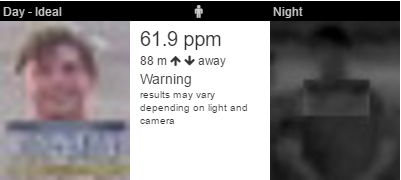 Day - Ideal
Night
61.9 ppm
88 m away
Warning
results may vary
depending on light and
camera